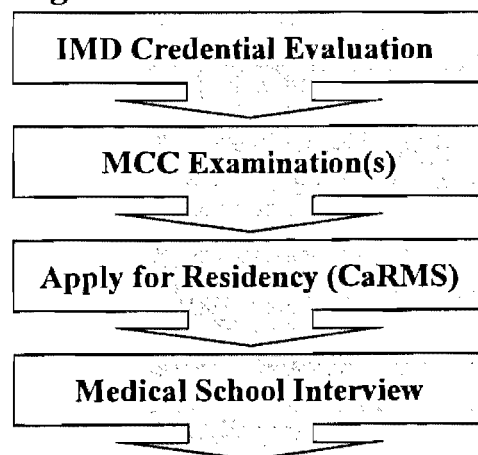 IMD Credential Evaluation
MCC Examination(s)
Apply for Residency (CaRMS)
Medical School Interview